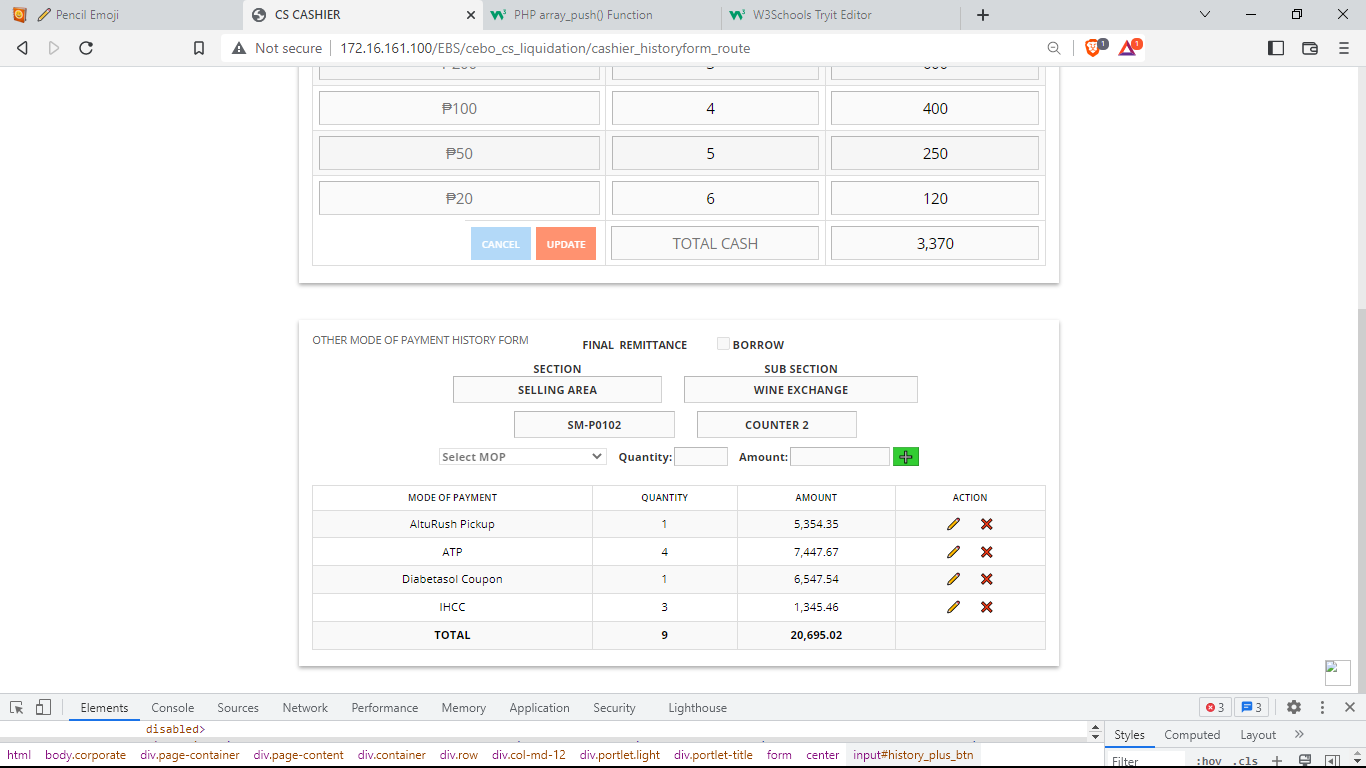 Pencil Emoji
CS CASHIER
PHP array_push() Function
W3Schools Tryit Editor
Not secure
172.16.161.100/EBS/cebo_cs_liquidation/cashier_historyform_route
1
1
₱100 4 400
₱50 5 250
₱20 6 120
CANCEL UPDATE TOTAL CASH 3,370
OTHER MODE OF PAYMENT HISTORY FORM
FINAL REMITTANCE BORROW
SECTION SUB SECTION
SELLING AREA WINE EXCHANGE
SM-P0102 COUNTER 2
Select MOP Quantity: Amount:
MODE OF PAYMENT QUANTITY AMOUNT ACTION
AltuRush Pickup 1 5,354.35
ATP 4 7,447.67
Diabetasol Coupon 1 6,547.54
IHCC 3 1,345.46
TOTAL 9 20,695.02
Elements Console Sources Network Performance Memory Application Security Lighthouse 3 3
disabled>
Styles Computed Layout
html body.corporate div.page-container div.page-content div.container div.row div.col-md-12 div.portlet.light div.portlet-title form center input#history_plus_btn
Filter :hov .cls